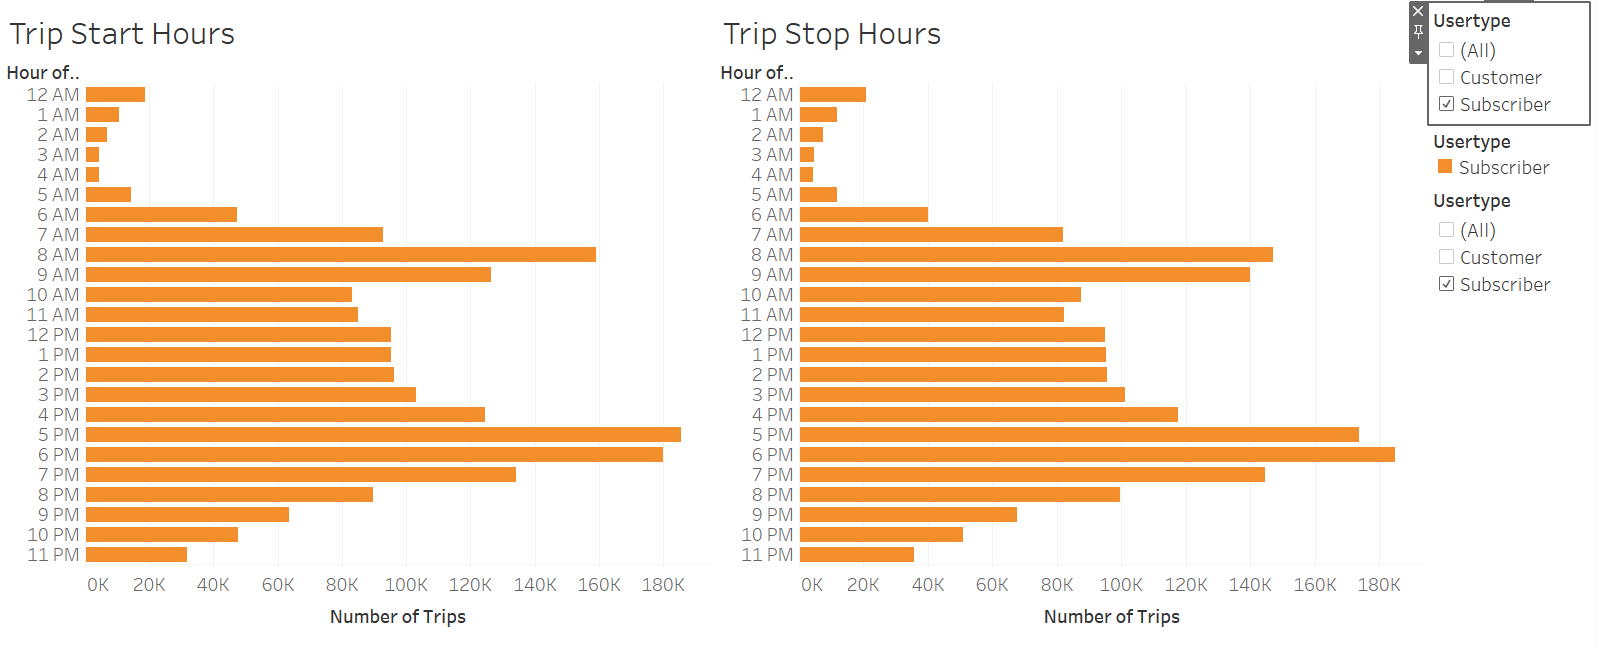 Trip Start Hours
Hour of..
12 AM
1 AM
2 AM
3 AM
4 AM
5 AM
6 AM
7 AM
8 AM
9 AM
10 AM
11 AM
12 PM
1 PM
2 PM
3 PM
4 PM
5 PM
6 PM
7 PM
8 PM
9 PM
10 PM
11 PM
0K 20K 40K 60K 80K 100K 120K 140K 160K 180K
Number of Trips
Trip Stop Hours
Hour of..
12 AM
1 AM
2 AM
3 AM
4 AM
5 AM
6 AM
7 AM
8 AM
9 AM
10 AM
11 AM
12 PM
1 PM
2 PM
3 PM
4 PM
5 PM
6 PM
7 PM
8 PM
9 PM
10 PM
11 PM
0K 20K 40K 60K 80K 100K 120K 140K 160K 180K
Number of Trips
Usertype
(All)
Customer
Subscriber
Usertype
Subscriber
Usertype
(All)
Customer
Subscriber